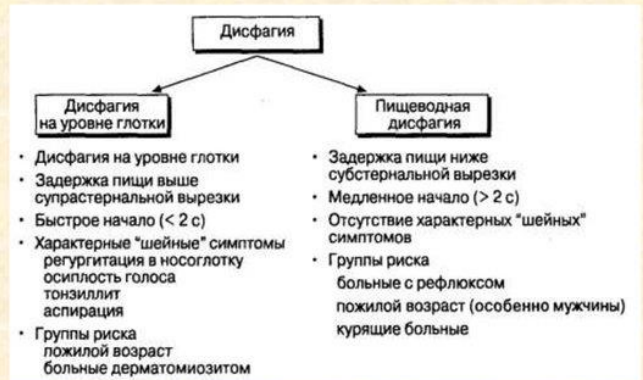 Дисфагия
Дисфагия
на уровне глотки
• Дисфагия на уровне глотки
• Задержка пищи выше
супрастернальной вырезки
• Быстрое начало (< 2 с)
• Характерные "шейные" симптомы
регургитация в носоглотку
осиплость голоса
тонзиллит
аспирация
• Группы риска
пожилой возраст
больные дерматомиозитом
Пищеводная
дисфагия
• Задержка пищи ниже
субстернальной вырезки
• Медленное начало (> 2 с)
• Отсутствие характерных "шейных"
симптомов
• Группы риска
больные с рефлюксом
пожилой возраст (особенно мужчины)
курящие больные